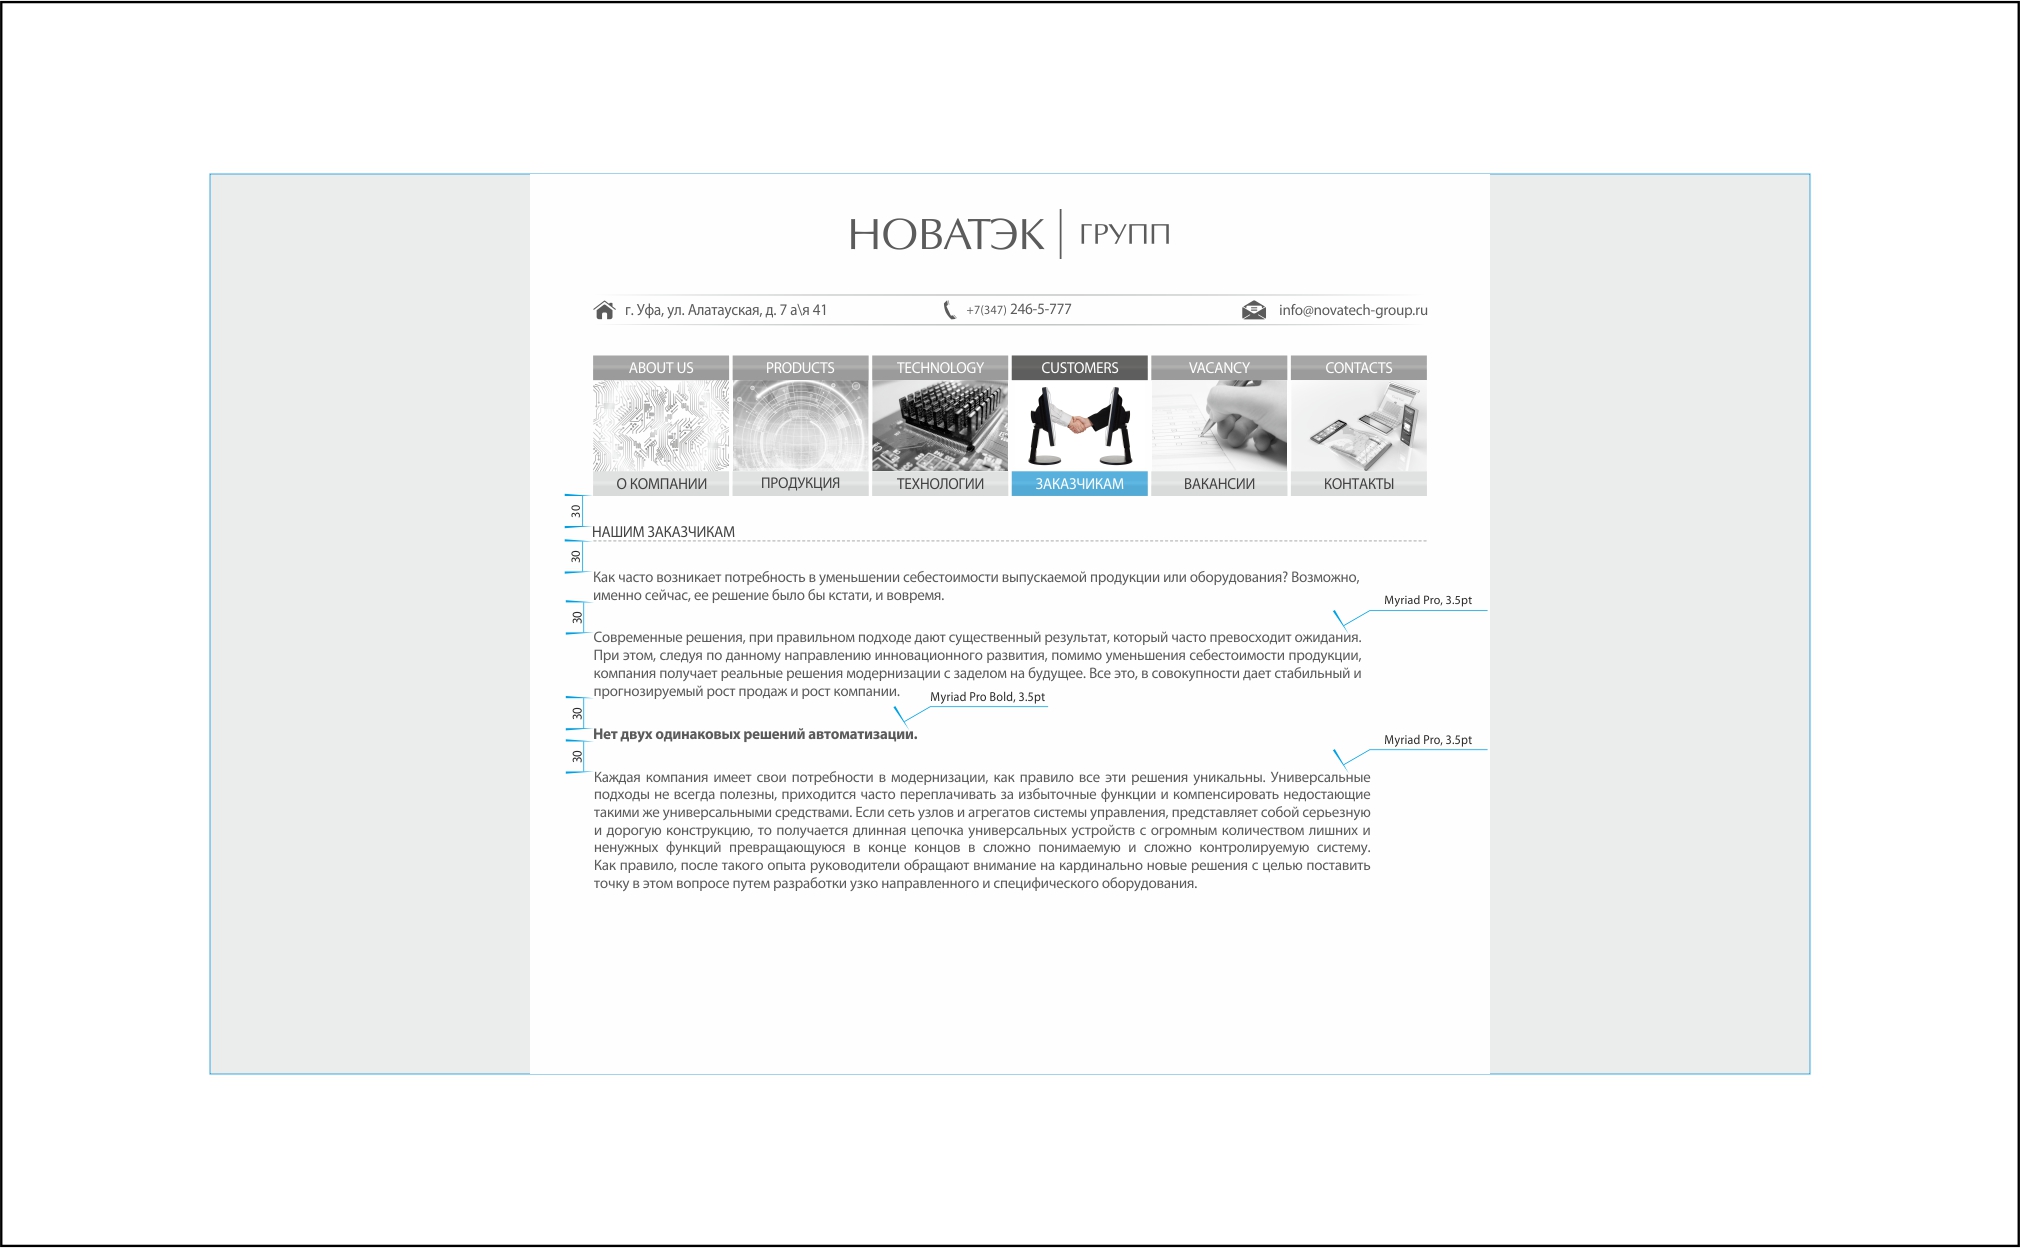 НОВАТЭК | ГРУПП
г. Уфа, ул. Алатауская, д. 7 а\я 41
+7(347) 246-5-777
info@novatech-group.ru
ABOUT US
PRODUCTS
TECHNOLOGY
CUSTOMERS
VACANCY
CONTACTS
О КОМПАНИИ
ПРОДУКЦИЯ
ТЕХНОЛОГИИ
ЗАКАЗЧИКАМ
ВАКАНСИИ
КОНТАКТЫ
30
НАШИМ ЗАКАЗЧИКАМ
30
Как часто возникает потребность в уменьшении себестоимости выпускаемой продукции или оборудования? Возможно,
именно сейчас, ее решение было бы кстати, и вовремя.
Myriad Pro, 3.5pt
30
Современные решения, при правильном подходе дают существенный результат, который часто превосходит ожидания.
При этом, следуя по данному направлению инновационного развития, помимо уменьшения себестоимости продукции,
компания получает реальные решения модернизации с заделом на будущее. Все это, в совокупности дает стабильный и
прогнозируемый рост продаж и рост компании.
Myriad Pro Bold, 3.5pt
30
Нет двух одинаковых решений автоматизации.
Myriad Pro, 3.5pt
30
Каждая компания имеет свои потребности в модернизации, как правило все эти решения уникальны. Универсальные
подходы не всегда полезны, приходится часто переплачивать за избыточные функции и компенсировать недостающие
такими же универсальными средствами. Если сеть узлов и агрегатов системы управления, представляет собой серьезную
и дорогую конструкцию, то получается длинная цепочка универсальных устройств с огромным количеством лишних и
ненужных функций превращающуюся в конце концов в сложно понимаемую и сложно контролируемую систему.
Как правило, после такого опыта руководители обращают внимание на кардинально новые решения с целью поставить
точку в этом вопросе путем разработки узко направленного и специфического оборудования.